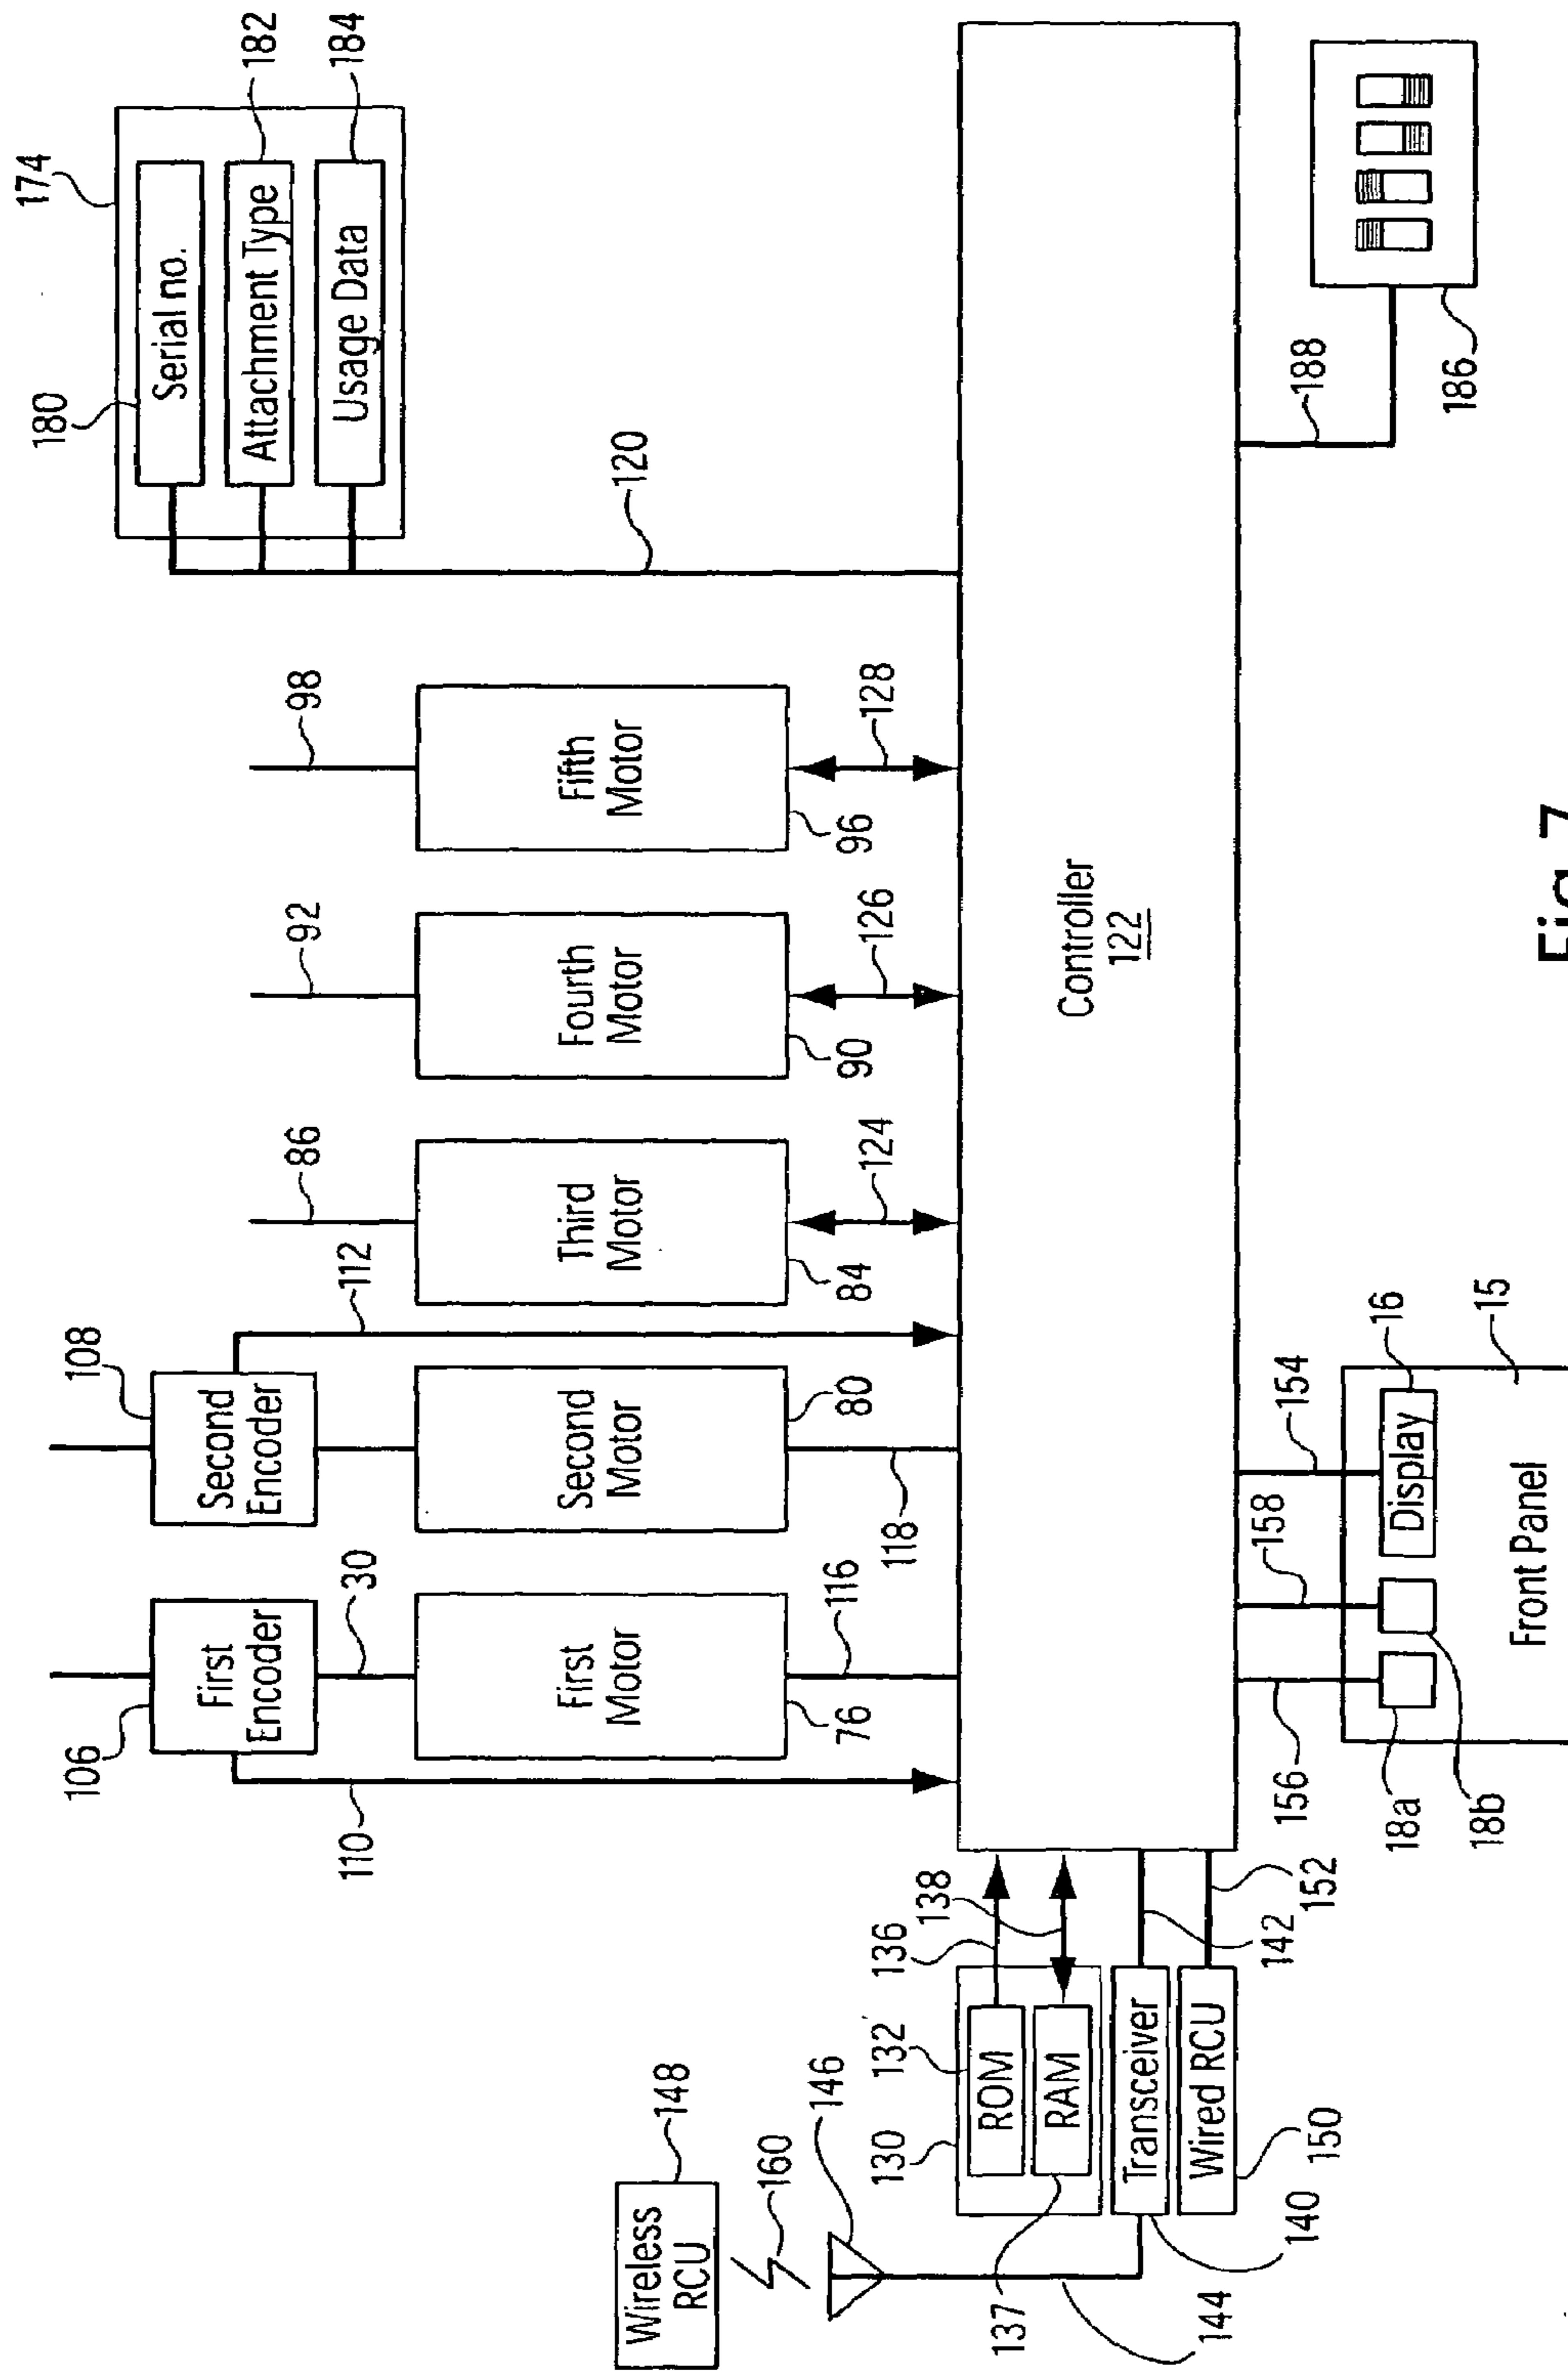 174
180
Serial no.
182
Attachment Type
184
Usage Data
120
108
Second
Encoder
106
First
Encoder
110
30
112
86
92
98
First
Motor
76
116
Second
Motor
80
118
Third
Motor
84
124
Fourth
Motor
90
126
Fifth
Motor
96
128
Controller
122
Wireless
RCU
148
160
146
130
132
136
138
ROM
RAM
137
Transceiver
140
142
144
Wired RCU
150
152
156
158
154
18a
18b
Display
16
15
Front Panel
188
186
Fig.7